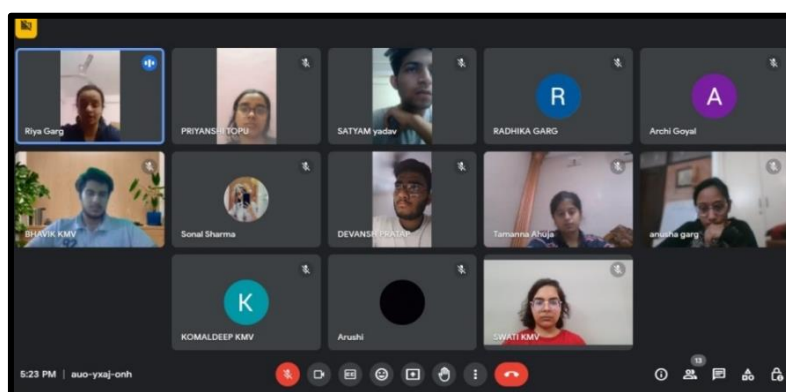 Riya Garg
PRIYANSHI TOPU
SATYAM yadav
R
RADHIKA GARG
A
Archi Goyal
BHAVIK KMV
Sonal Sharma
DEVANSH PRATAP
Tamanna Ahuja
anusha garg
K
KOMALDEEP KMV
Arushi
SWATI KMV
5:23 PM | auo-yxaj-onh
13